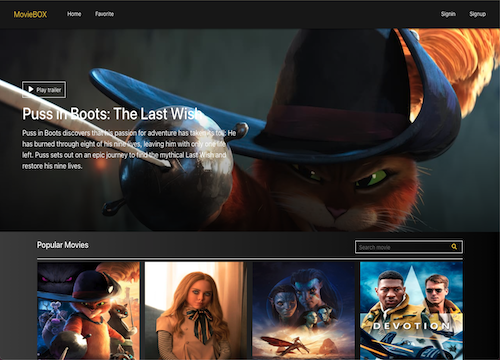 MovieBOX Home Favorite Signin Signup
Play trailer
Puss in Boots: The Last Wish
Puss in Boots discovers that his passion for adventure has taken its toll: He
has burned through eight of his nine lives, leaving him with only one life
left. Puss sets out on an epic journey to find the mythical Last Wish and
restore his nine lives.
Popular Movies
Search movie
DEVOTION